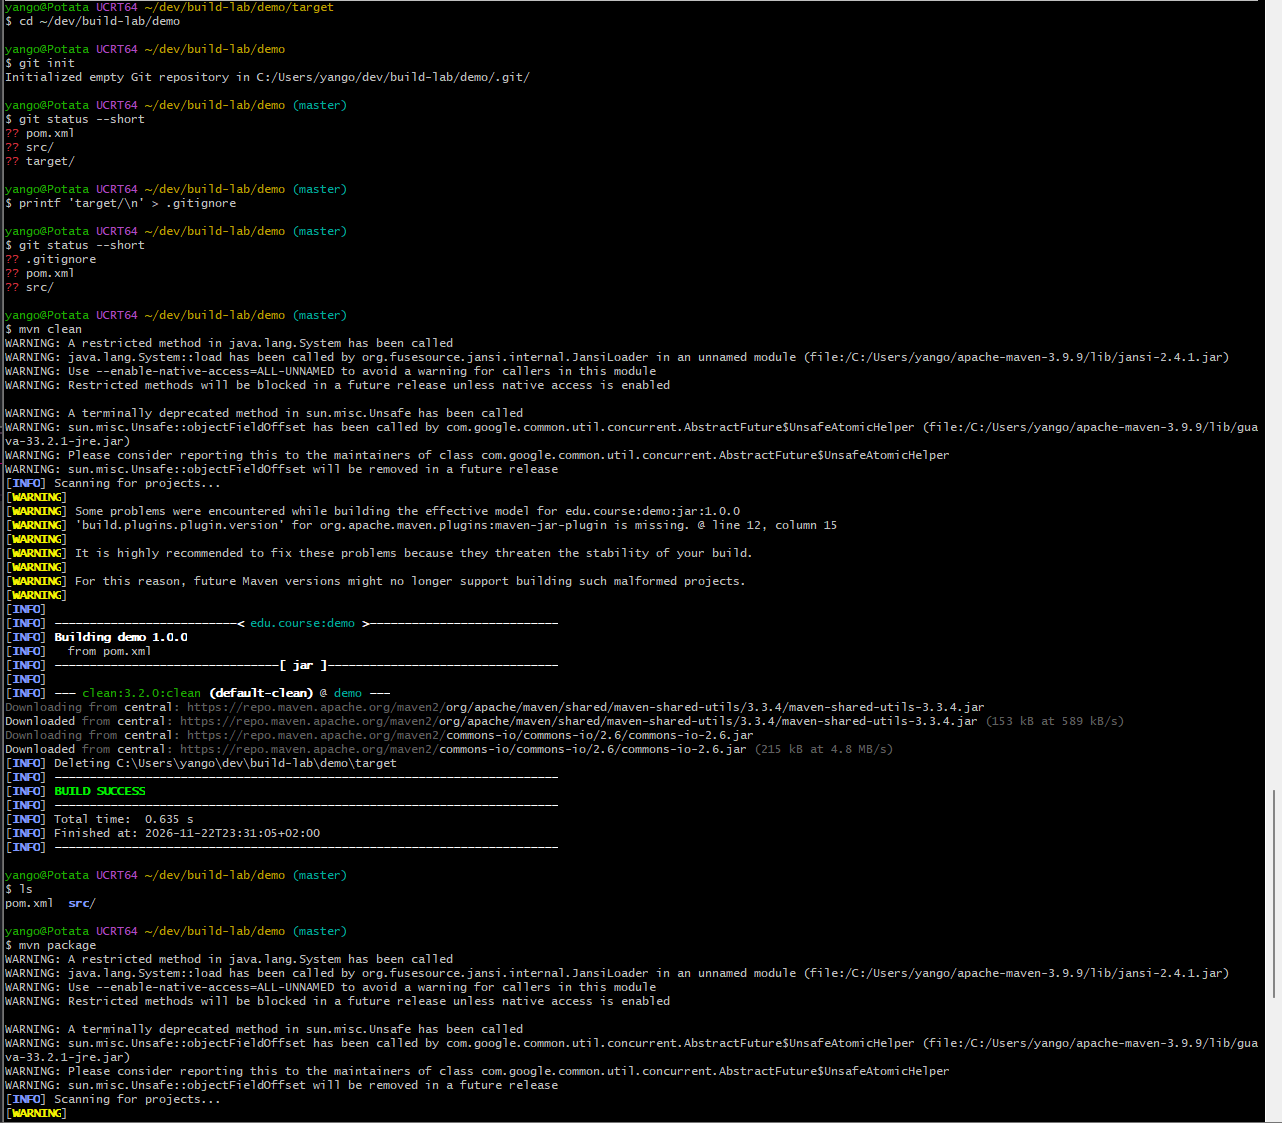 yango@Potata UCRT64 ~/dev/build-lab/demo/target
$ cd ~/dev/build-lab/demo
yango@Potata UCRT64 ~/dev/build-lab/demo
$ git init
Initialized empty Git repository in C:/Users/yango/dev/build-lab/demo/.git/
yango@Potata UCRT64 ~/dev/build-lab/demo (master)
$ git status --short
?? pom.xml
?? src/
?? target/
yango@Potata UCRT64 ~/dev/build-lab/demo (master)
$ printf 'target/\n' > .gitignore
yango@Potata UCRT64 ~/dev/build-lab/demo (master)
$ git status --short
?? .gitignore
?? pom.xml
?? src/
yango@Potata UCRT64 ~/dev/build-lab/demo (master)
$ mvn clean
WARNING: A restricted method in java.lang.System has been called
WARNING: java.lang.System::load has been called by org.fusesource.jansi.internal.JansiLoader in an unnamed module (file:/C:/Users/yango/apache-maven-3.9.9/lib/jansi-2.4.1.jar)
WARNING: Use --enable-native-access=ALL-UNNAMED to avoid a warning for callers in this module
WARNING: Restricted methods will be blocked in a future release unless native access is enabled
WARNING: A terminally deprecated method in sun.misc.Unsafe has been called
WARNING: sun.misc.Unsafe::objectFieldOffset has been called by com.google.common.util.concurrent.AbstractFuture$UnsafeAtomicHelper (file:/C:/Users/yango/apache-maven-3.9.9/lib/gua
va-33.2.1-jre.jar)
WARNING: Please consider reporting this to the maintainers of class com.google.common.util.concurrent.AbstractFuture$UnsafeAtomicHelper
WARNING: sun.misc.Unsafe::objectFieldOffset will be removed in a future release
[INFO] Scanning for projects...
[WARNING]
[WARNING] Some problems were encountered while building the effective model for edu.course:demo:jar:1.0.0
[WARNING] 'build.plugins.plugin.version' for org.apache.maven.plugins:maven-jar-plugin is missing. @ line 12, column 15
[WARNING]
[WARNING] It is highly recommended to fix these problems because they threaten the stability of your build.
[WARNING]
[WARNING] For this reason, future Maven versions might no longer support building such malformed projects.
[WARNING]
[INFO]
[INFO] --------------------------< edu.course:demo >---------------------------
[INFO] Building demo 1.0.0
[INFO]   from pom.xml
[INFO] --------------------------------[ jar ]---------------------------------
[INFO]
[INFO] --- clean:3.2.0:clean (default-clean) @ demo ---
Downloading from central: https://repo.maven.apache.org/maven2/org/apache/maven/shared/maven-shared-utils/3.3.4/maven-shared-utils-3.3.4.jar
Downloaded from central: https://repo.maven.apache.org/maven2/org/apache/maven/shared/maven-shared-utils/3.3.4/maven-shared-utils-3.3.4.jar (153 kB at 589 kB/s)
Downloading from central: https://repo.maven.apache.org/maven2/commons-io/commons-io/2.6/commons-io-2.6.jar
Downloaded from central: https://repo.maven.apache.org/maven2/commons-io/commons-io/2.6/commons-io-2.6.jar (215 kB at 4.8 MB/s)
[INFO] Deleting C:\Users\yango\dev\build-lab\demo\target
[INFO] ------------------------------------------------------------------------
[INFO] BUILD SUCCESS
[INFO] ------------------------------------------------------------------------
[INFO] Total time:  0.635 s
[INFO] Finished at: 2026-11-22T23:31:05+02:00
[INFO] ------------------------------------------------------------------------
yango@Potata UCRT64 ~/dev/build-lab/demo (master)
$ ls
pom.xml  src/
yango@Potata UCRT64 ~/dev/build-lab/demo (master)
$ mvn package
WARNING: A restricted method in java.lang.System has been called
WARNING: java.lang.System::load has been called by org.fusesource.jansi.internal.JansiLoader in an unnamed module (file:/C:/Users/yango/apache-maven-3.9.9/lib/jansi-2.4.1.jar)
WARNING: Use --enable-native-access=ALL-UNNAMED to avoid a warning for callers in this module
WARNING: Restricted methods will be blocked in a future release unless native access is enabled
WARNING: A terminally deprecated method in sun.misc.Unsafe has been called
WARNING: sun.misc.Unsafe::objectFieldOffset has been called by com.google.common.util.concurrent.AbstractFuture$UnsafeAtomicHelper (file:/C:/Users/yango/apache-maven-3.9.9/lib/gua
va-33.2.1-jre.jar)
WARNING: Please consider reporting this to the maintainers of class com.google.common.util.concurrent.AbstractFuture$UnsafeAtomicHelper
WARNING: sun.misc.Unsafe::objectFieldOffset will be removed in a future release
[INFO] Scanning for projects...
[WARNING]